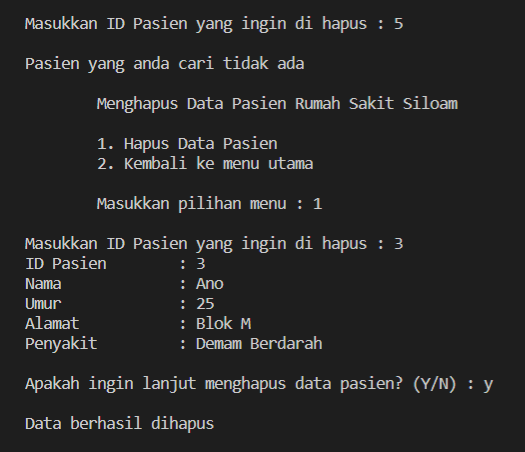 Masukkan ID Pasien yang ingin di hapus : 5
Pasien yang anda cari tidak ada
Menghapus Data Pasien Rumah Sakit Siloam
1. Hapus Data Pasien
2. Kembali ke menu utama
Masukkan pilihan menu : 1
Masukkan ID Pasien yang ingin di hapus : 3
ID Pasien : 3
Nama : Ano
Umur : 25
Alamat : Blok M
Penyakit : Demam Berdarah
Apakah ingin lanjut menghapus data pasien? (Y/N) : y
Data berhasil dihapus